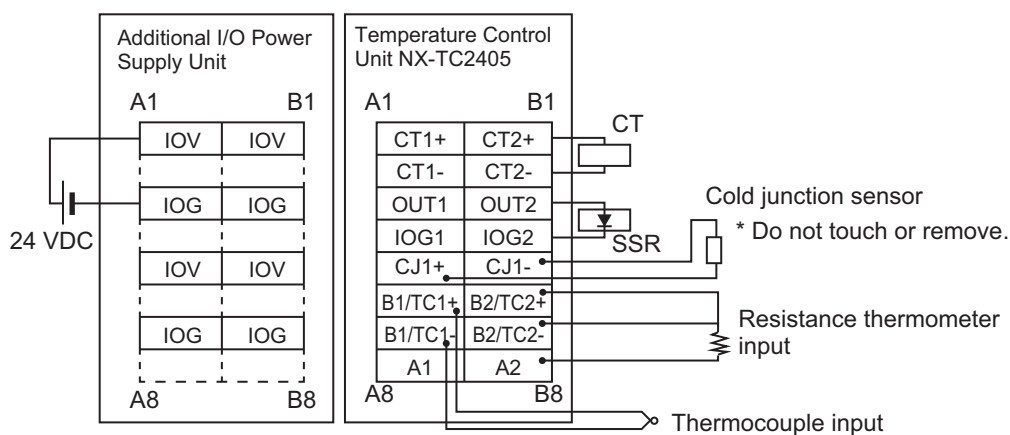 Additional I/O Power
Supply Unit
A1 B1
IOV IOV
IOG IOG
IOV IOV
IOG IOG
A8 B8
24 VDC
Temperature Control
Unit NX-TC2405
A1 B1
CT1+ CT2+
CT1- CT2-
OUT1 OUT2
IOG1 IOG2
CJ1+ CJ1-
B1/TC1+ B2/TC2+
B1/TC1- B2/TC2-
A1 A2
A8 B8
CT
SSR
Cold junction sensor
* Do not touch or remove.
Resistance thermometer
input
Thermocouple input